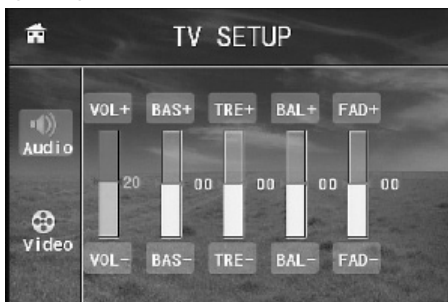 TV SETUP
VOL+ BAS+ TRE+ BAL+ FAD+
Audio
20 00 00 00 00
Video
VOL- BAS- TRE- BAL- FAD-